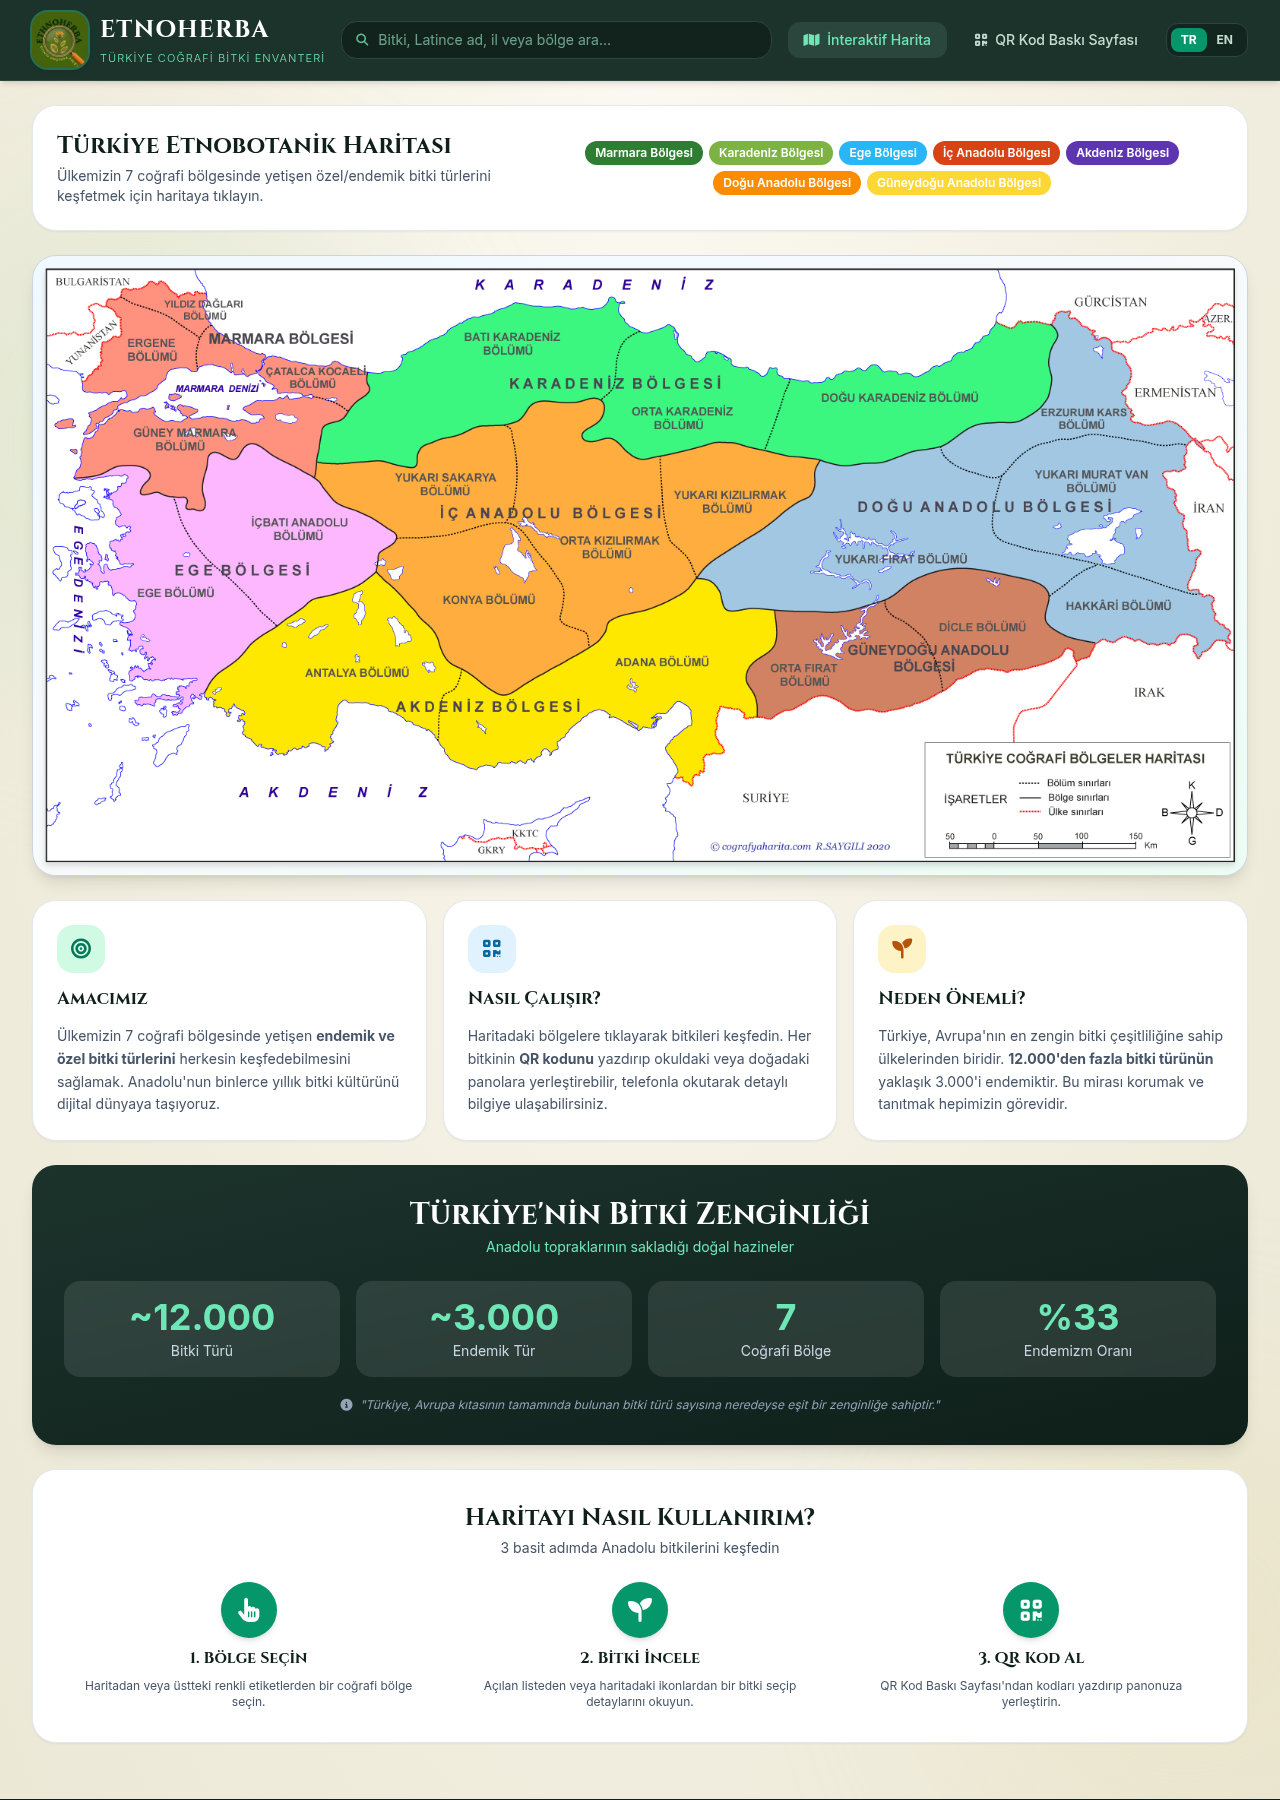 ETNOHERBA
TÜRKİYE COĞRAFİ BİTKİ ENVANTERİ
Bitki, Latince ad, il veya bölge ara...
İnteraktif Harita
QR Kod Baskı Sayfası
TR
EN
Türkiye Etnobotanik Haritası
Ülkemizin 7 coğrafi bölgesinde yetişen özel/endemik bitki türlerini
keşfetmek için haritaya tıklayın.
Marmara Bölgesi
Karadeniz Bölgesi
Ege Bölgesi
İç Anadolu Bölgesi
Akdeniz Bölgesi
Doğu Anadolu Bölgesi
Güneydoğu Anadolu Bölgesi
BULGARİSTAN
K A R A D E N İ Z
GÜRCİSTAN
YILDIZ DAĞLARI
BÖLÜMÜ
AZER.
YUNANİSTAN
ERGENE
BÖLÜMÜ
MARMARA BÖLGESİ
BATI KARADENİZ
BÖLÜMÜ
ÇATALCA KOCAELİ
BÖLÜMÜ
MARMARA DENİZİ
KARADENİZ BÖLGESİ
DOĞU KARADENİZ BÖLÜMÜ
ERMENİSTAN
ORTA KARADENİZ
BÖLÜMÜ
ERZURUM KARS
BÖLÜMÜ
GÜNEY MARMARA
BÖLÜMÜ
YUKARI SAKARYA
BÖLÜMÜ
YUKARI KIZILIRMAK
BÖLÜMÜ
YUKARI MURAT VAN
BÖLÜMÜ
İÇ ANADOLU BÖLGESİ
DOĞU ANADOLU BÖLGESİ
İRAN
İÇBATI ANADOLU
BÖLÜMÜ
ORTA KIZILIRMAK
BÖLÜMÜ
YUKARI FIRAT BÖLÜMÜ
EGE DENİZİ
EGE BÖLGESİ
EGE BÖLÜMÜ
KONYA BÖLÜMÜ
HAKKÂRİ BÖLÜMÜ
DİCLE BÖLÜMÜ
GÜNEYDOĞU ANADOLU
BÖLGESİ
ANTALYA BÖLÜMÜ
ADANA BÖLÜMÜ
ORTA FIRAT
BÖLÜMÜ
IRAK
AKDENİZ BÖLGESİ
A K D E N İ Z
SURİYE
KKTC
GKRY
© cografyaharita.com R.SAYGILI 2020
TÜRKİYE COĞRAFİ BÖLGELER HARİTASI
İŞARETLER
Bölüm sınırları
Bölge sınırları
Ülke sınırları
K
B
D
G
50 0 50 100 150 Km
Amacımız
Ülkemizin 7 coğrafi bölgesinde yetişen endemik ve
özel bitki türlerini herkesin keşfedebilmesini
sağlamak. Anadolu'nun binlerce yıllık bitki kültürünü
dijital dünyaya taşıyoruz.
Nasıl Çalışır?
Haritadaki bölgelere tıklayarak bitkileri keşfedin. Her
bitkinin QR kodunu yazdırıp okuldaki veya doğadaki
panolara yerleştirebilir, telefonla okutarak detaylı
bilgiye ulaşabilirsiniz.
Neden Önemli?
Türkiye, Avrupa'nın en zengin bitki çeşitliliğine sahip
ülkelerinden biridir. 12.000'den fazla bitki türünün
yaklaşık 3.000'i endemiktir. Bu mirası korumak ve
tanıtmak hepimizin görevidir.
Türkiye'nin Bitki Zenginliği
Anadolu topraklarının sakladığı doğal hazineler
~12.000
Bitki Türü
~3.000
Endemik Tür
7
Coğrafi Bölge
%33
Endemizm Oranı
"Türkiye, Avrupa kıtasının tamamında bulunan bitki türü sayısına neredeyse eşit bir zenginliğe sahiptir."
Haritayı Nasıl Kullanırım?
3 basit adımda Anadolu bitkilerini keşfedin
1. Bölge Seçin
Haritadan veya üstteki renkli etiketlerden bir coğrafi bölge
seçin.
2. Bitki İncele
Açılan listeden veya haritadaki ikonlardan bir bitki seçip
detaylarını okuyun.
3. QR Kod Al
QR Kod Baskı Sayfası'ndan kodları yazdırıp panonuza
yerleştirin.